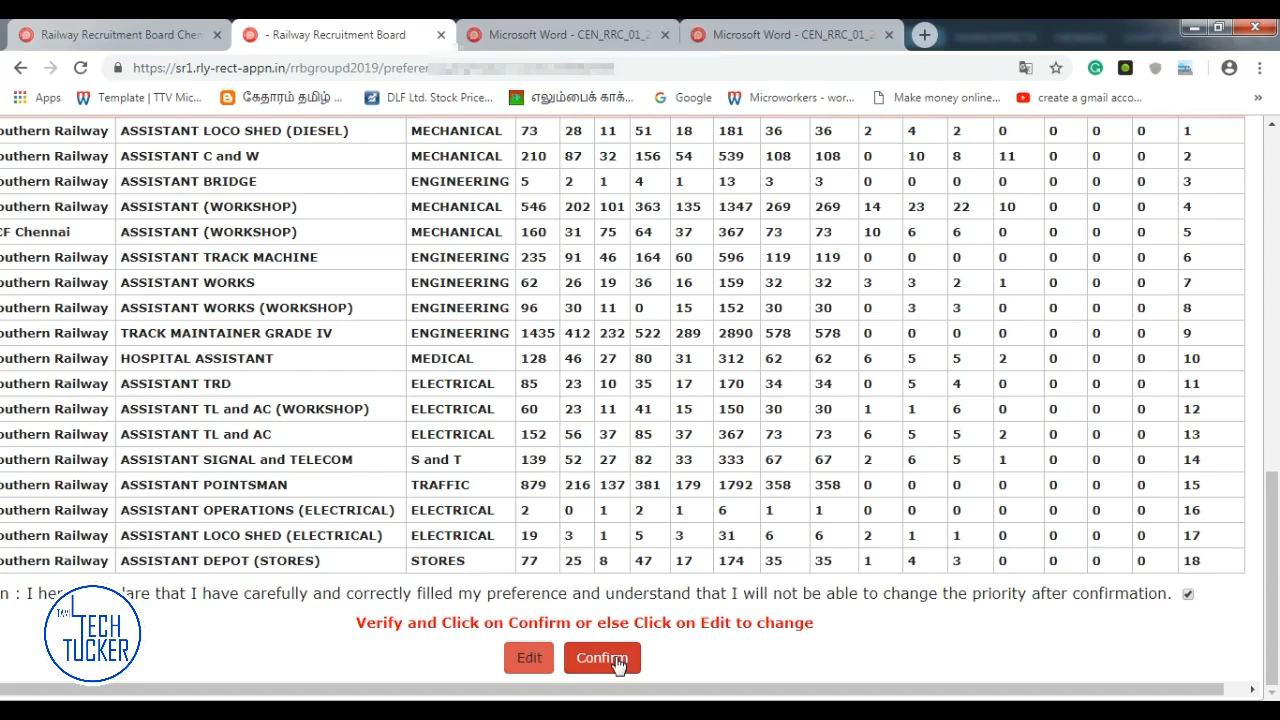 Railway Recruitment Board Chen
- Railway Recruitment Board
Microsoft Word - CEN_RRC_01_2
Microsoft Word - CEN_RRC_01_2
https://sr1.rly-rect-appn.in/rrbgroupd2019/prefere
Apps Template | TTV Mic... கேதாரம் தமிழ் ... DLF Ltd. Stock Price... எலும்பைக் காக்... Google Microworkers - wor... Make money online... create a gmail acco... »
outhern Railway ASSISTANT LOCO SHED (DIESEL) MECHANICAL 73 28 11 51 18 181 36 36 2 4 2 0 0 0 0 1
outhern Railway ASSISTANT C and W MECHANICAL 210 87 32 156 54 539 108 108 0 10 8 11 0 0 0 2
outhern Railway ASSISTANT BRIDGE ENGINEERING 5 2 1 4 1 13 3 3 0 0 0 0 0 0 0 3
outhern Railway ASSISTANT (WORKSHOP) MECHANICAL 546 202 101 363 135 1347 269 269 14 23 22 10 0 0 0 4
CF Chennai ASSISTANT (WORKSHOP) MECHANICAL 160 31 75 64 37 367 73 73 10 6 6 0 0 0 0 5
outhern Railway ASSISTANT TRACK MACHINE ENGINEERING 235 91 46 164 60 596 119 119 0 0 0 0 0 0 0 6
outhern Railway ASSISTANT WORKS ENGINEERING 62 26 19 36 16 159 32 32 3 3 2 1 0 0 0 7
outhern Railway ASSISTANT WORKS (WORKSHOP) ENGINEERING 96 30 11 0 15 152 30 30 0 3 3 0 0 0 0 8
outhern Railway TRACK MAINTAINER GRADE IV ENGINEERING 1435 412 232 522 289 2890 578 578 0 0 0 0 0 0 0 9
outhern Railway HOSPITAL ASSISTANT MEDICAL 128 46 27 80 31 312 62 62 6 5 5 2 0 0 0 10
outhern Railway ASSISTANT TRD ELECTRICAL 85 23 10 35 17 170 34 34 0 5 4 0 0 0 0 11
outhern Railway ASSISTANT TL and AC (WORKSHOP) ELECTRICAL 60 23 11 41 15 150 30 30 1 1 6 0 0 0 0 12
outhern Railway ASSISTANT TL and AC ELECTRICAL 152 56 37 85 37 367 73 73 6 5 5 2 0 0 0 13
outhern Railway ASSISTANT SIGNAL and TELECOM S and T 139 52 27 82 33 333 67 67 2 6 5 1 0 0 0 14
outhern Railway ASSISTANT POINTSMAN TRAFFIC 879 216 137 381 179 1792 358 358 0 0 0 0 0 0 0 15
outhern Railway ASSISTANT OPERATIONS (ELECTRICAL) ELECTRICAL 2 0 1 2 1 6 1 1 0 0 0 0 0 0 0 16
outhern Railway ASSISTANT LOCO SHED (ELECTRICAL) ELECTRICAL 19 3 1 5 3 31 6 6 2 1 1 0 0 0 0 17
outhern Railway ASSISTANT DEPOT (STORES) STORES 77 25 8 47 17 174 35 35 1 4 3 0 0 0 0 18
n : I he lare that I have carefully and correctly filled my preference and understand that I will not be able to change the priority after confirmation.
Verify and Click on Confirm or else Click on Edit to change
Edit Confirm
TECH
TUCKER